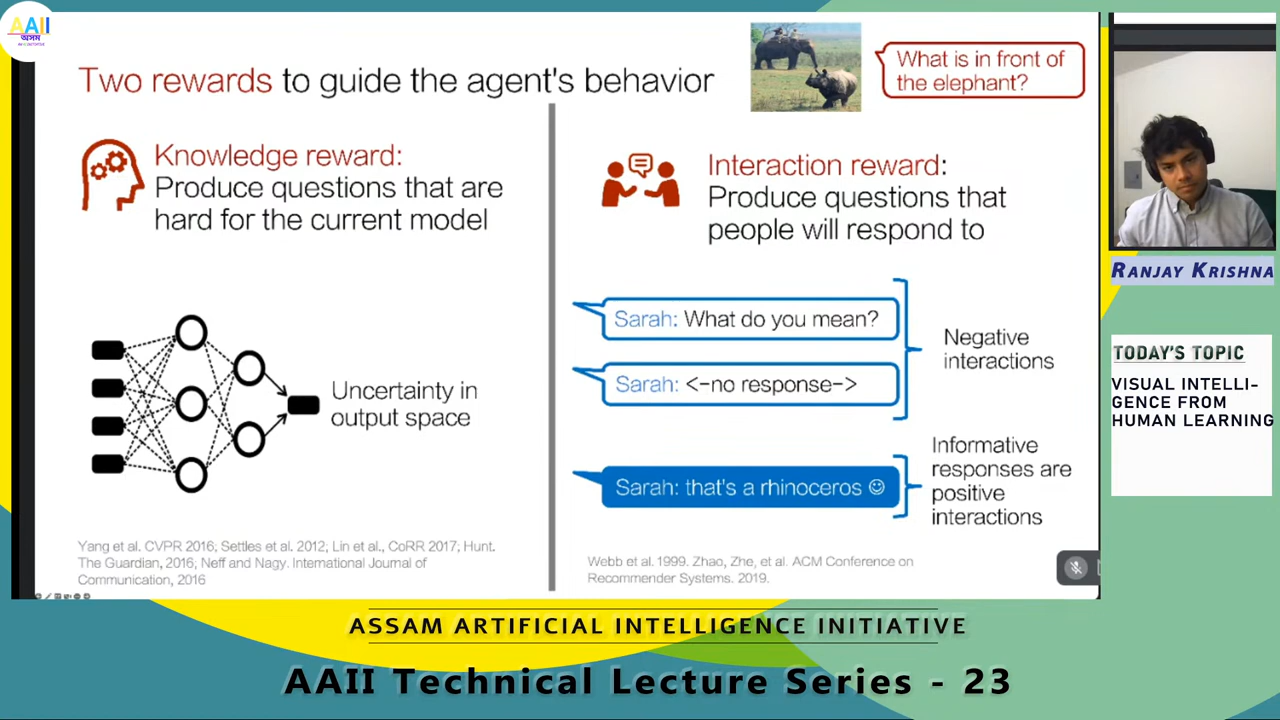 AAII
অসম
Two rewards to guide the agent's behavior
What is in front of
the elephant?
Knowledge reward:
Produce questions that are
hard for the current model
Uncertainty in
output space
Yang et al. CVPR 2016; Settles et al. 2012; Lin et al., CoRR 2017; Hunt.
The Guardian, 2016, Neff and Nagy. International Journal of
Communication, 2016
Interaction reward:
Produce questions that
people will respond to
Sarah: What do you mean?
Sarah: <-no response->
Negative
interactions
Sarah: that's a rhinoceros ☺
Informative
responses are
positive
interactions
Webb et al. 1999. Zhao, Zhe, et al. ACM Conference on
Recommender Systems. 2019.
RANJAY KRISHNA
TODAY'S TOPIC
VISUAL INTELLI-
GENCE FROM
HUMAN LEARNING
ASSAM ARTIFICIAL INTELLIGENCE INITIATIVE
AAII Technical Lecture Series - 23